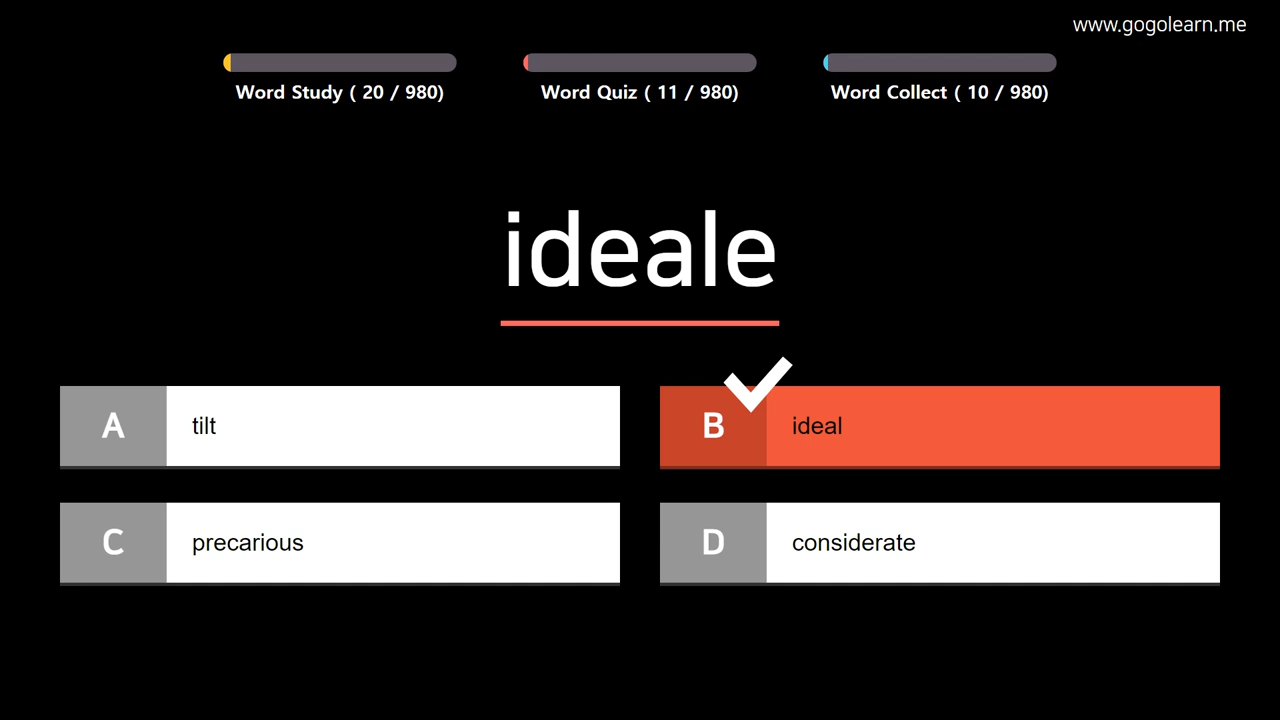 www.gogolearn.me
Word Study ( 20 / 980)
Word Quiz ( 11 / 980)
Word Collect ( 10 / 980)
ideale
A tilt
B ideal
C precarious
D considerate